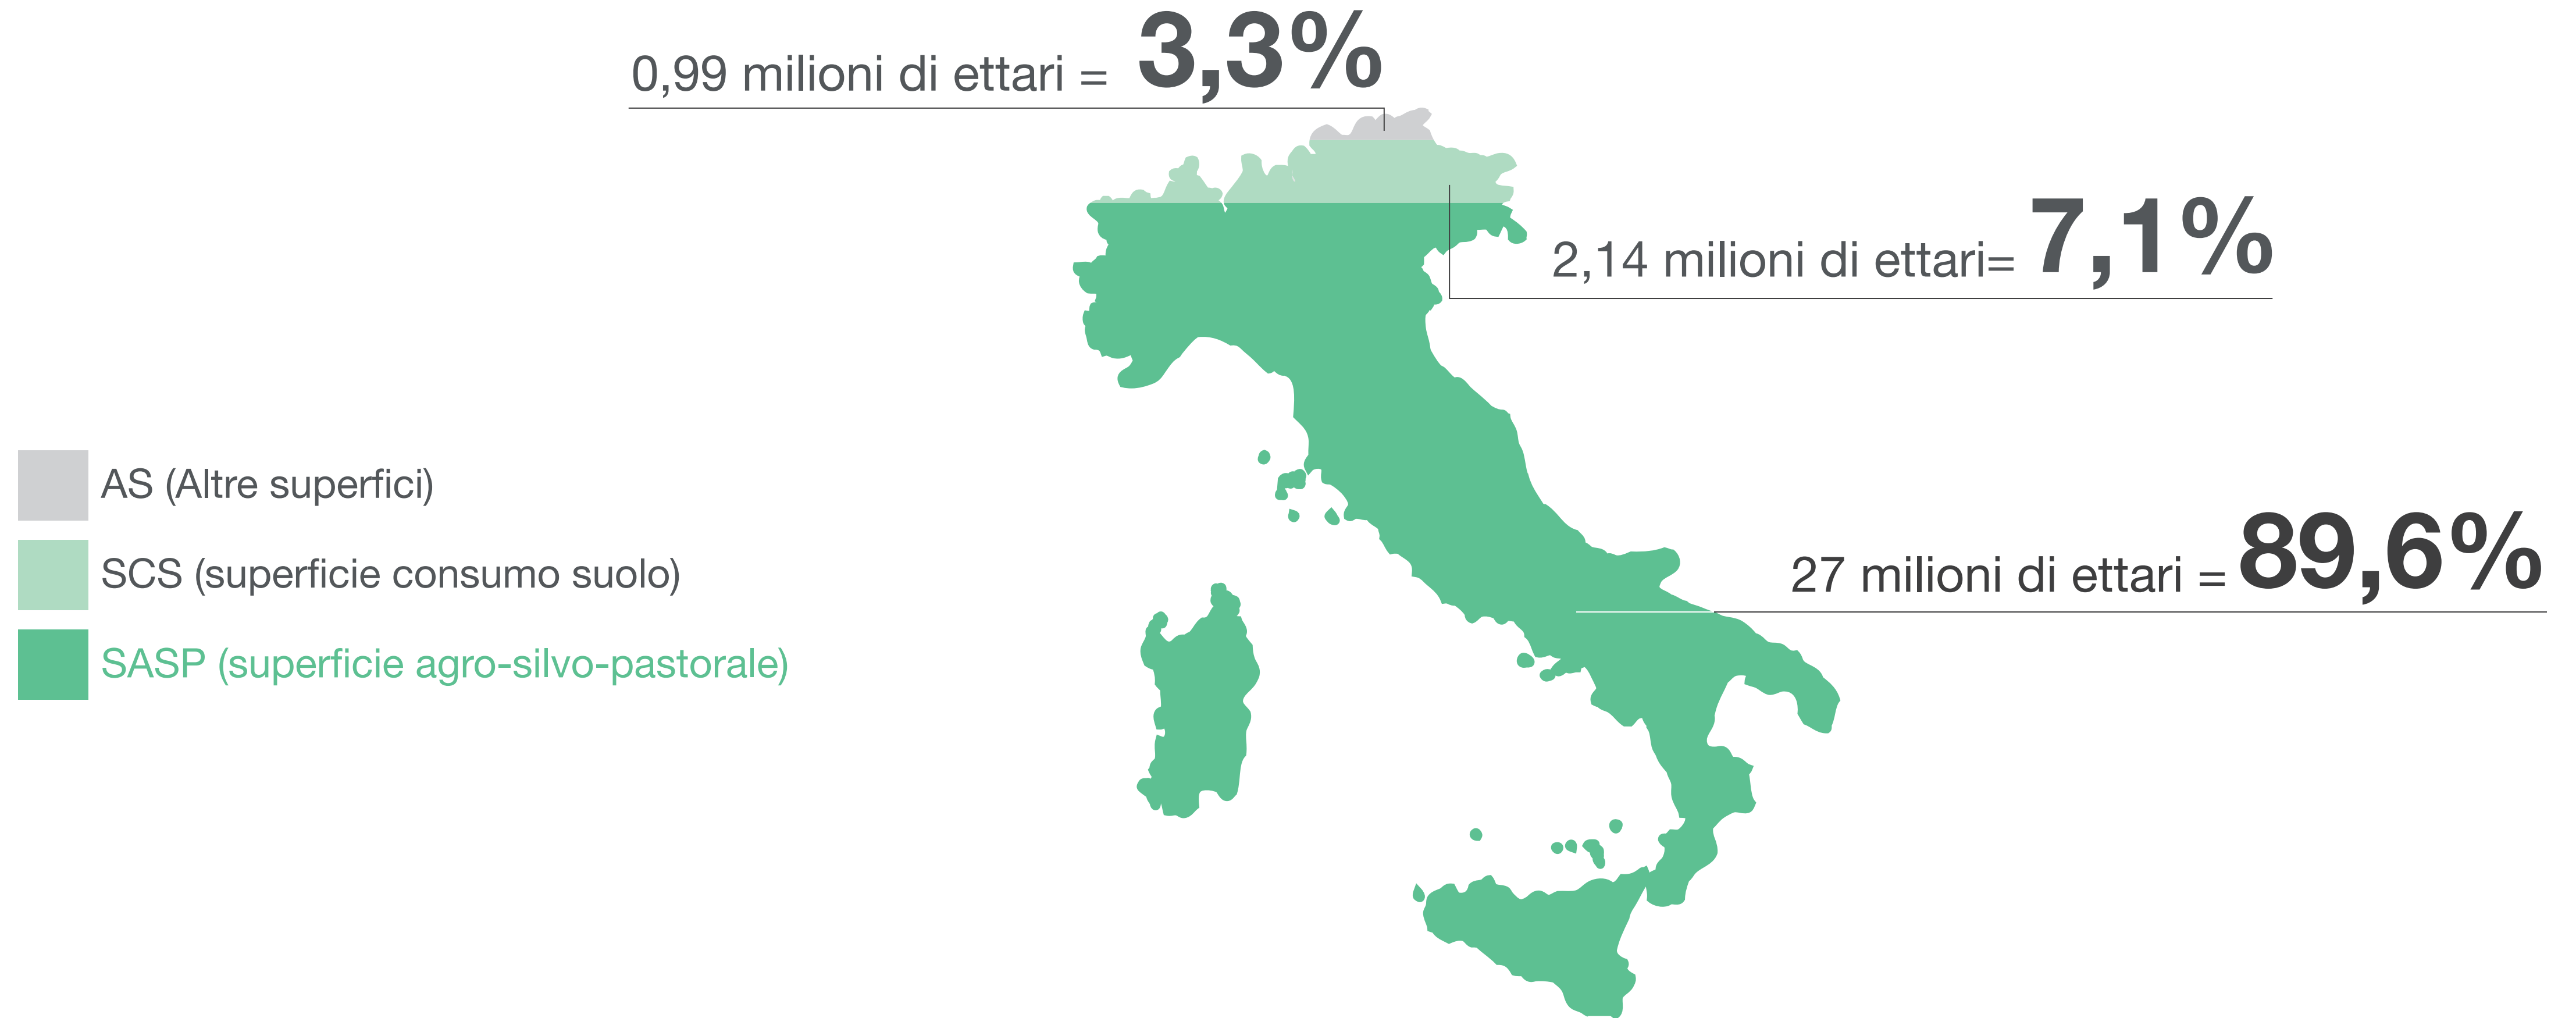 0,99 milioni di ettari = 3,3%
2,14 milioni di ettari= 7,1%
AS (Altre superfici)
SCS (superficie consumo suolo)
27 milioni di ettari = 89,6%
SASP (superficie agro-silvo-pastorale)